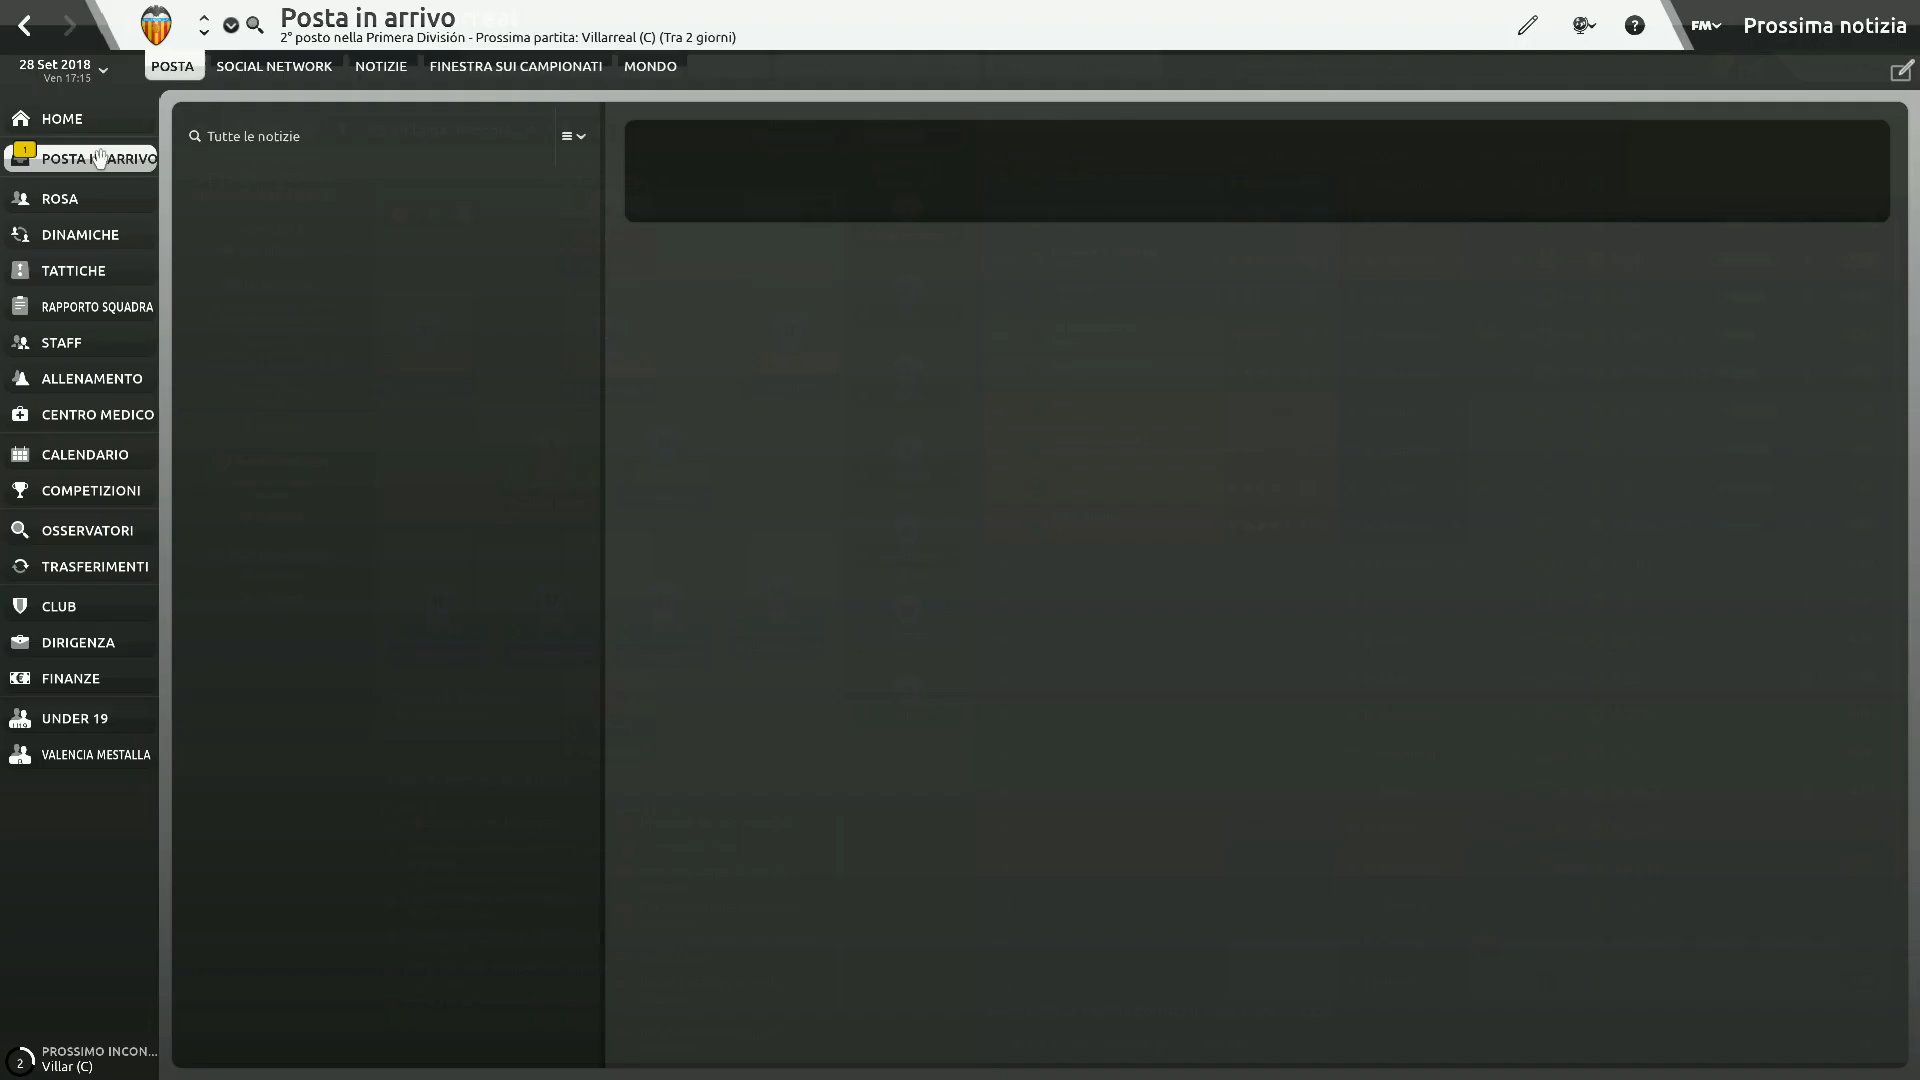 Posta in arrivo
2° posto nella Primera División - Prossima partita: Villarreal (C) (Tra 2 giorni)
FM
Prossima notizia
28 Set 2018
Ven 17:15
POSTA
SOCIAL NETWORK
NOTIZIE
FINESTRA SUI CAMPIONATI
MONDO
Tutte le notizie
HOME
1
POSTA IN ARRIVO
ROSA
DINAMICHE
TATTICHE
RAPPORTO SQUADRA
STAFF
ALLENAMENTO
CENTRO MEDICO
CALENDARIO
COMPETIZIONI
OSSERVATORI
TRASFERIMENTI
CLUB
DIRIGENZA
FINANZE
UNDER 19
VALENCIA MESTALLA
2
PROSSIMO INCON...
Villar (C)